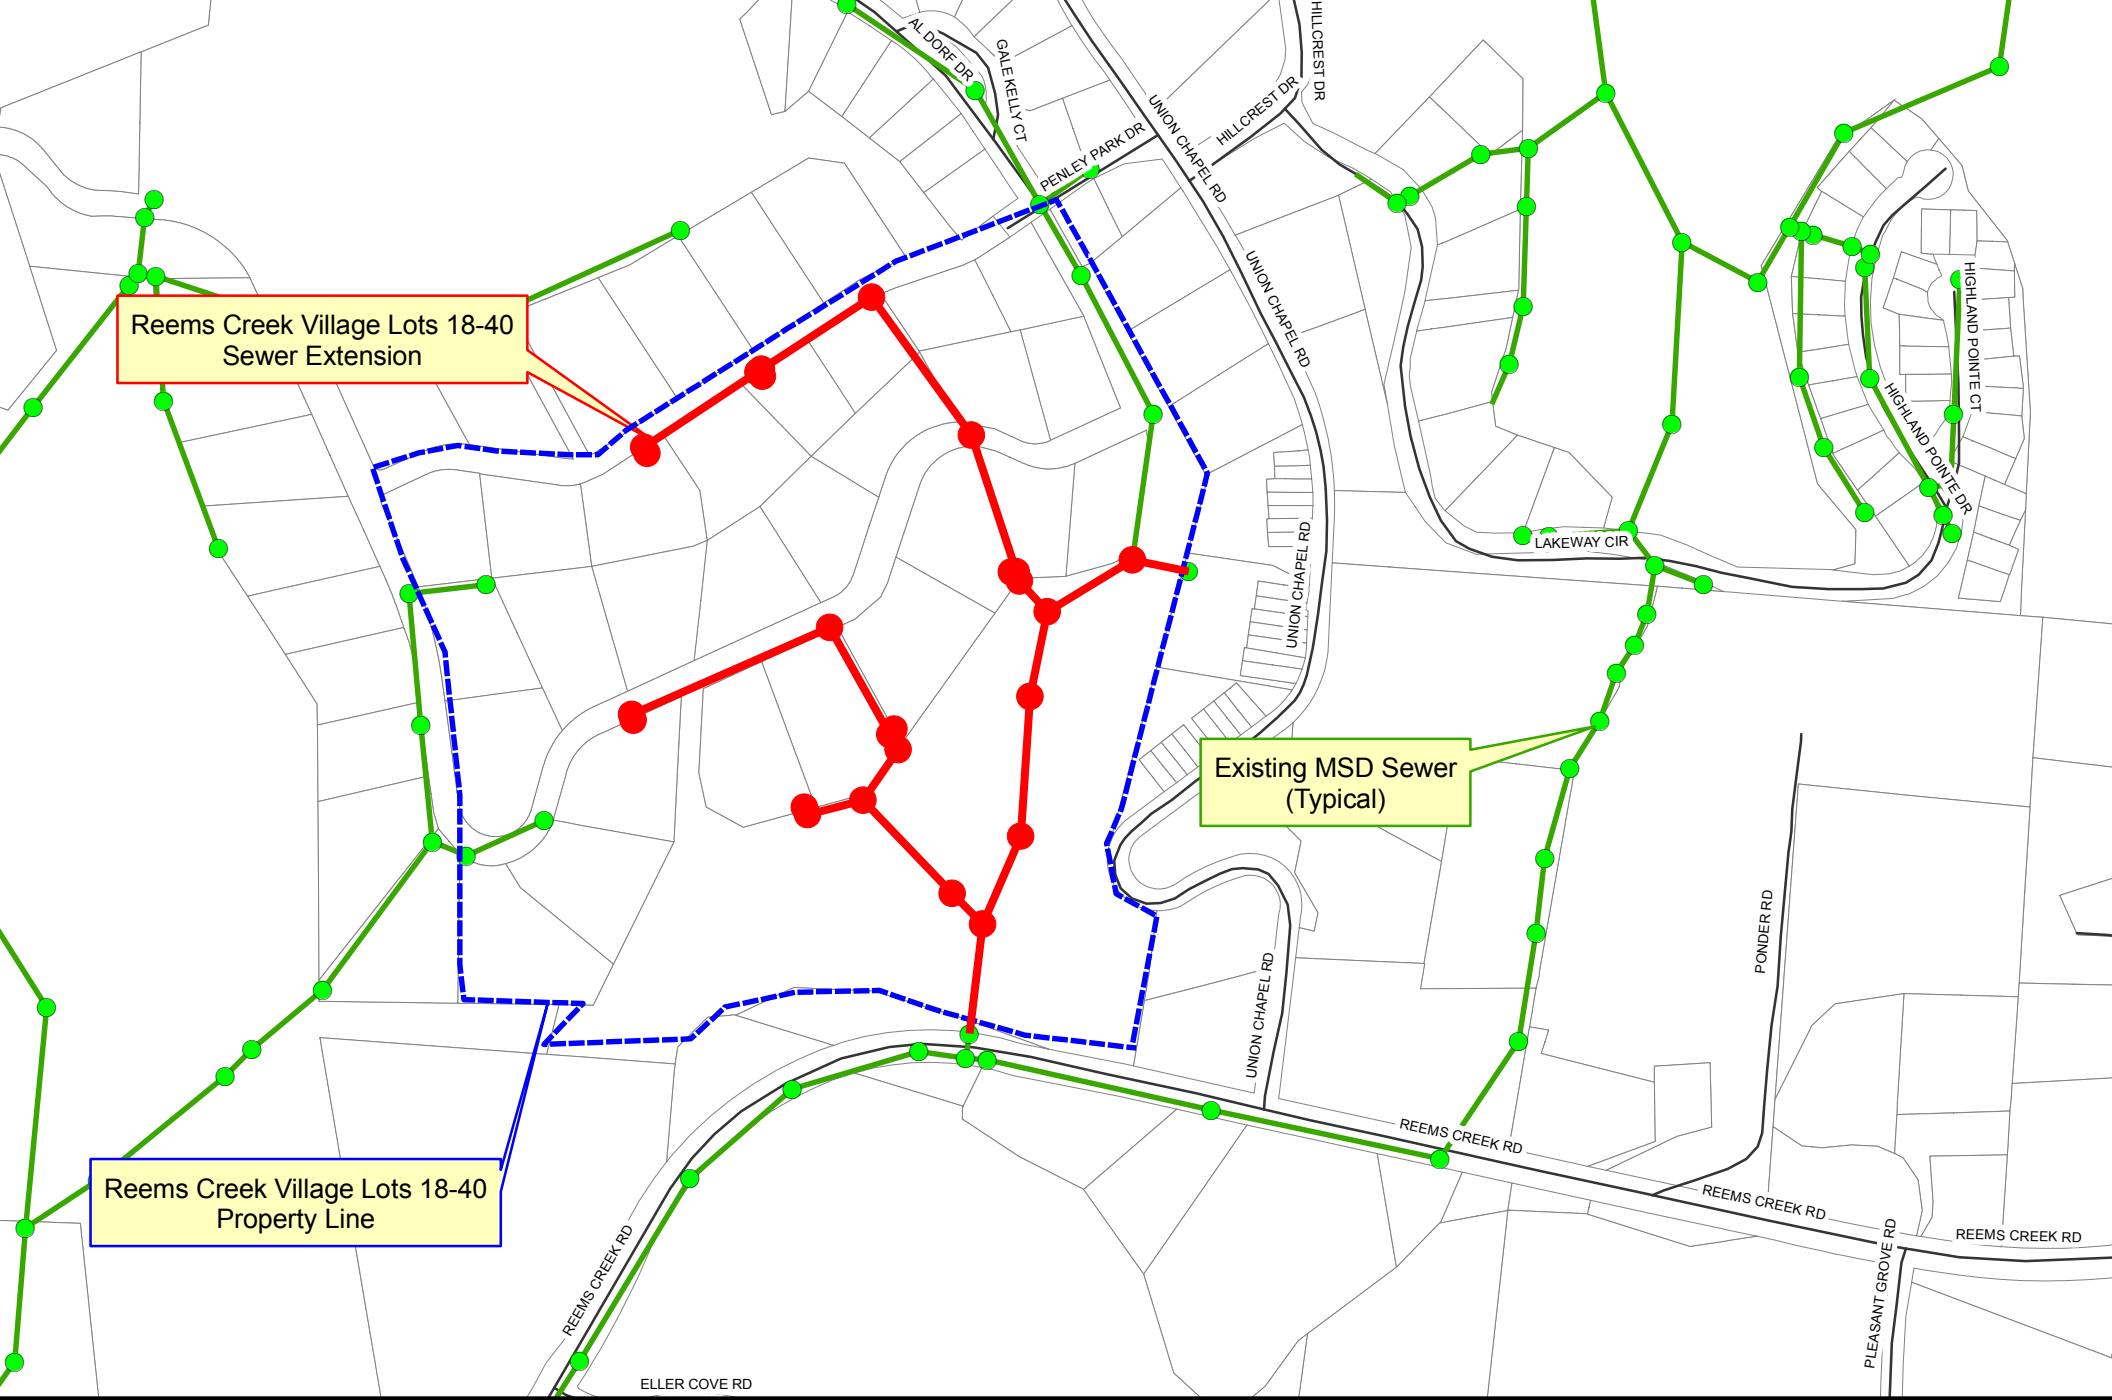 AL DORF DR
GALE KELLY CT
HILLCREST DR
HILLCREST DR
UNION CHAPEL RD
PENLEY PARK DR
UNION CHAPEL RD
HIGHLAND POINTE CT
HIGHLAND POINTE DR
Reems Creek Village Lots 18-40
Sewer Extension
LAKEWAY CIR
UNION CHAPEL RD
Existing MSD Sewer
(Typical)
PONDER RD
UNION CHAPEL RD
REEMS CREEK RD
Reems Creek Village Lots 18-40
Property Line
REEMS CREEK RD
REEMS CREEK RD
REEMS CREEK RD
PLEASANT GROVE RD
ELLER COVE RD